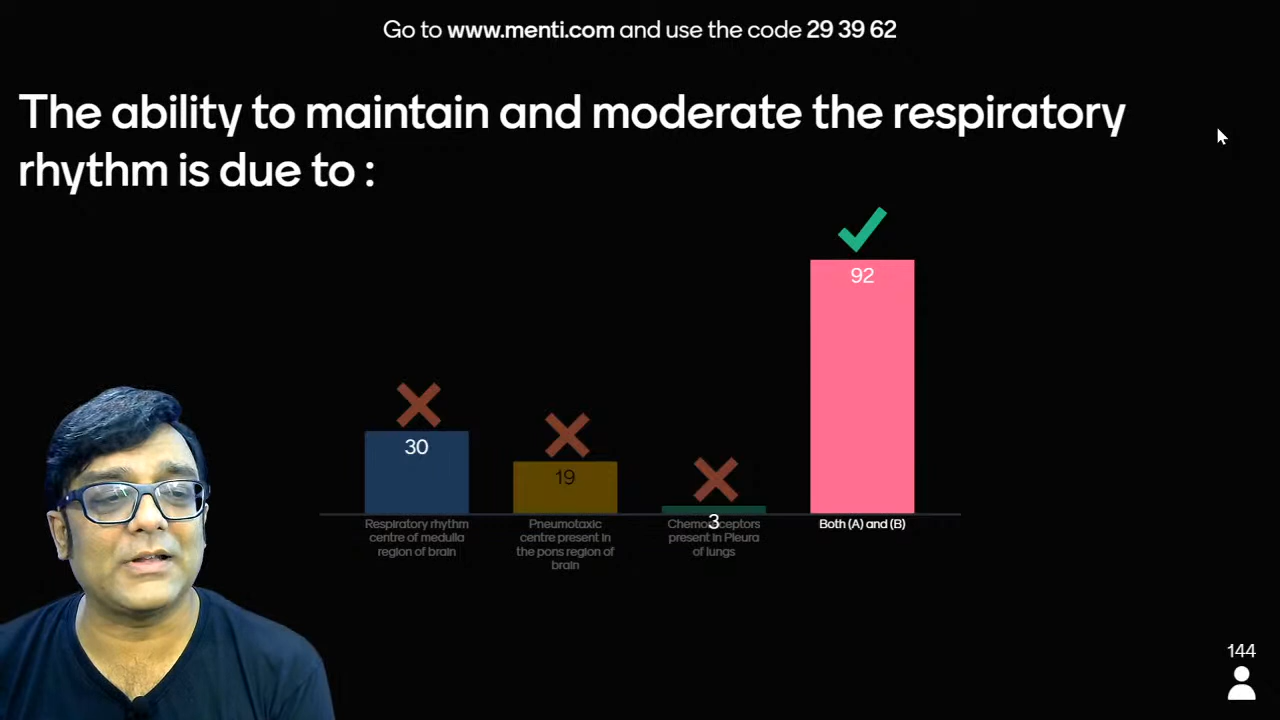 Go to www.menti.com and use the code 29 39 62
The ability to maintain and moderate the respiratory
rhythm is due to :
92
30
19
3
Respiratory rhythm
centre of medulla
region of brain
Pneumotaxic
centre present in
the pons region of
brain
Chemoreceptors
present in Pleura
of lungs
Both (A) and (B)
144